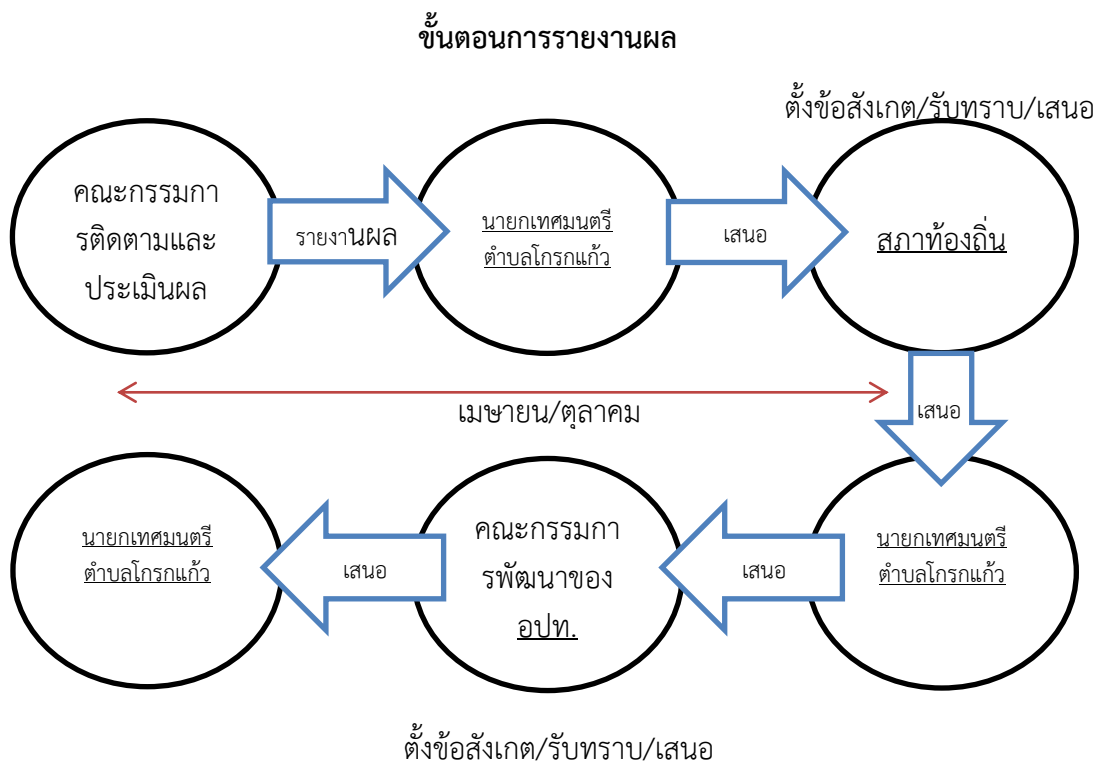 ขั้นตอนการรายงานผล
ตั้งข้อสังเกต/รับทราบ/เสนอ
คณะกรรมกา
รติดตามและ
ประเมินผล
รายงานผล
นายกเทศมนตรี
ตำบลโกรกแก้ว
เสนอ
สภาท้องถิ่น
เมษายน/ตุลาคม
เสนอ
นายกเทศมนตรี
ตำบลโกรกแก้ว
เสนอ
คณะกรรมกา
รพัฒนาของ
อปท.
เสนอ
นายกเทศมนตรี
ตำบลโกรกแก้ว
ตั้งข้อสังเกต/รับทราบ/เสนอ